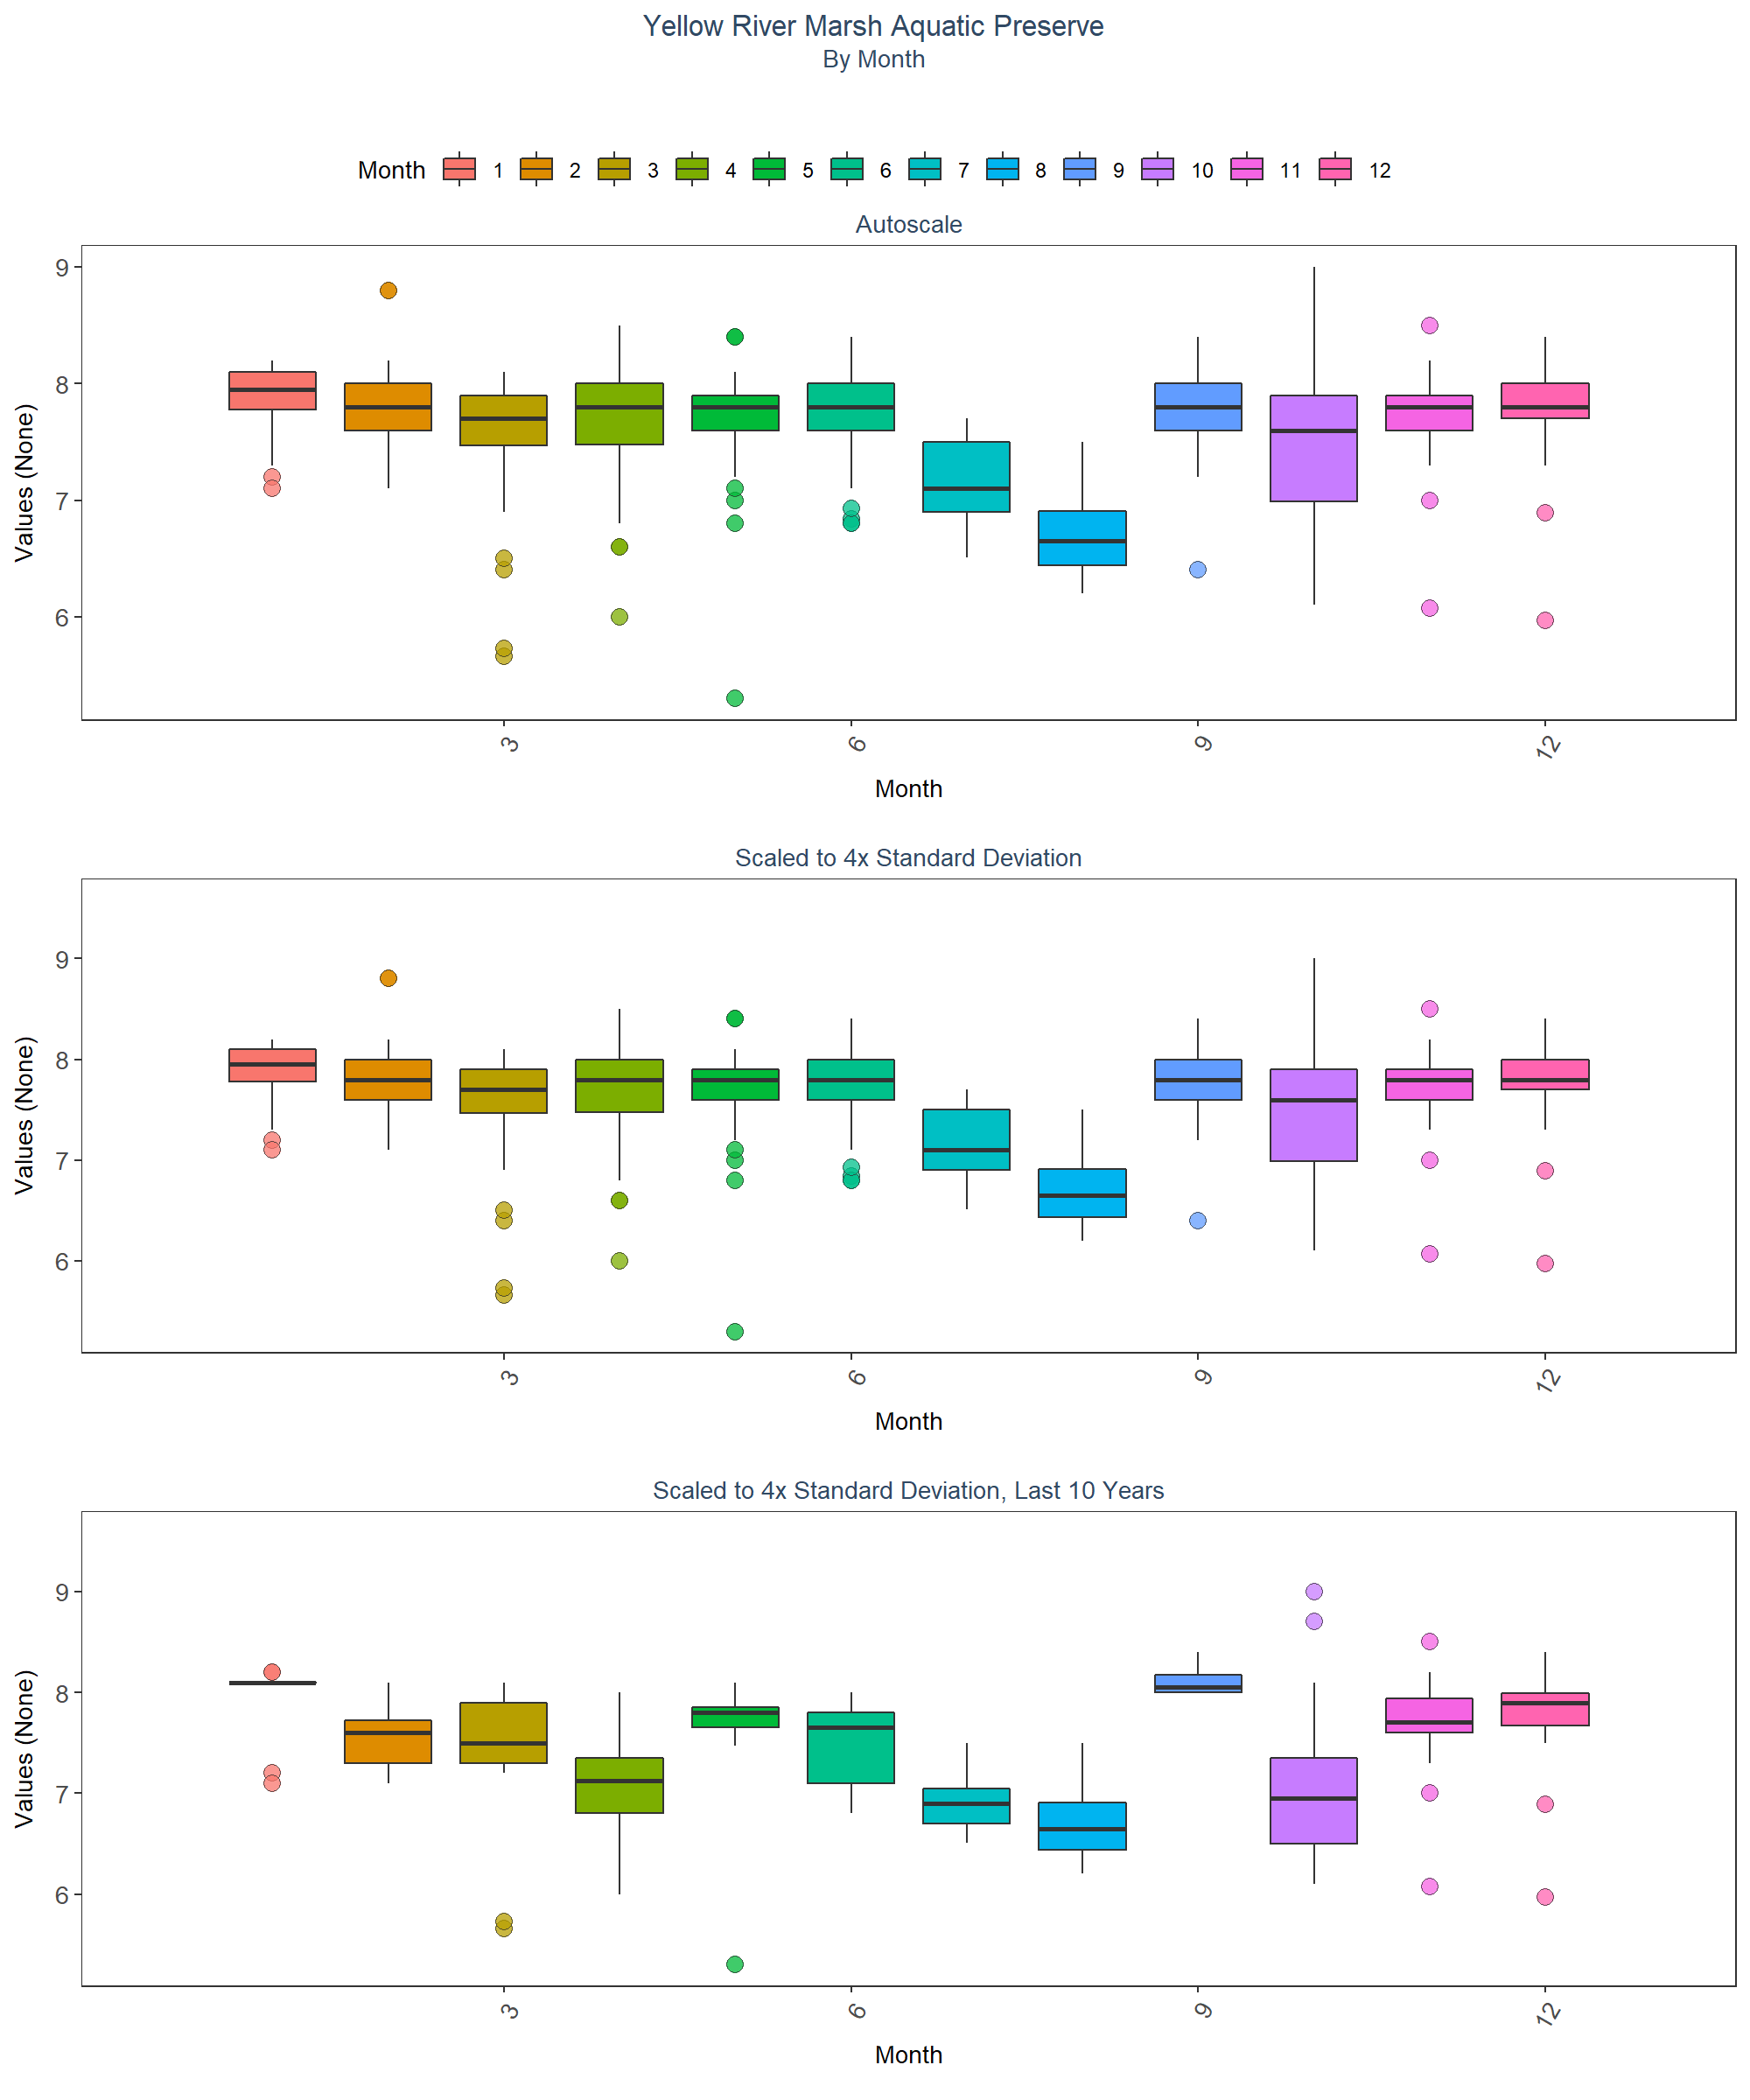 Yellow River Marsh Aquatic Preserve
By Month
Month 1 2 3 4 5 6 7 8 9 10 11 12
Autoscale
Values (None)
9
8
7
6
3 6 9 12
Month
Scaled to 4x Standard Deviation
Values (None)
9
8
7
6
3 6 9 12
Month
Scaled to 4x Standard Deviation, Last 10 Years
Values (None)
9
8
7
6
3 6 9 12
Month